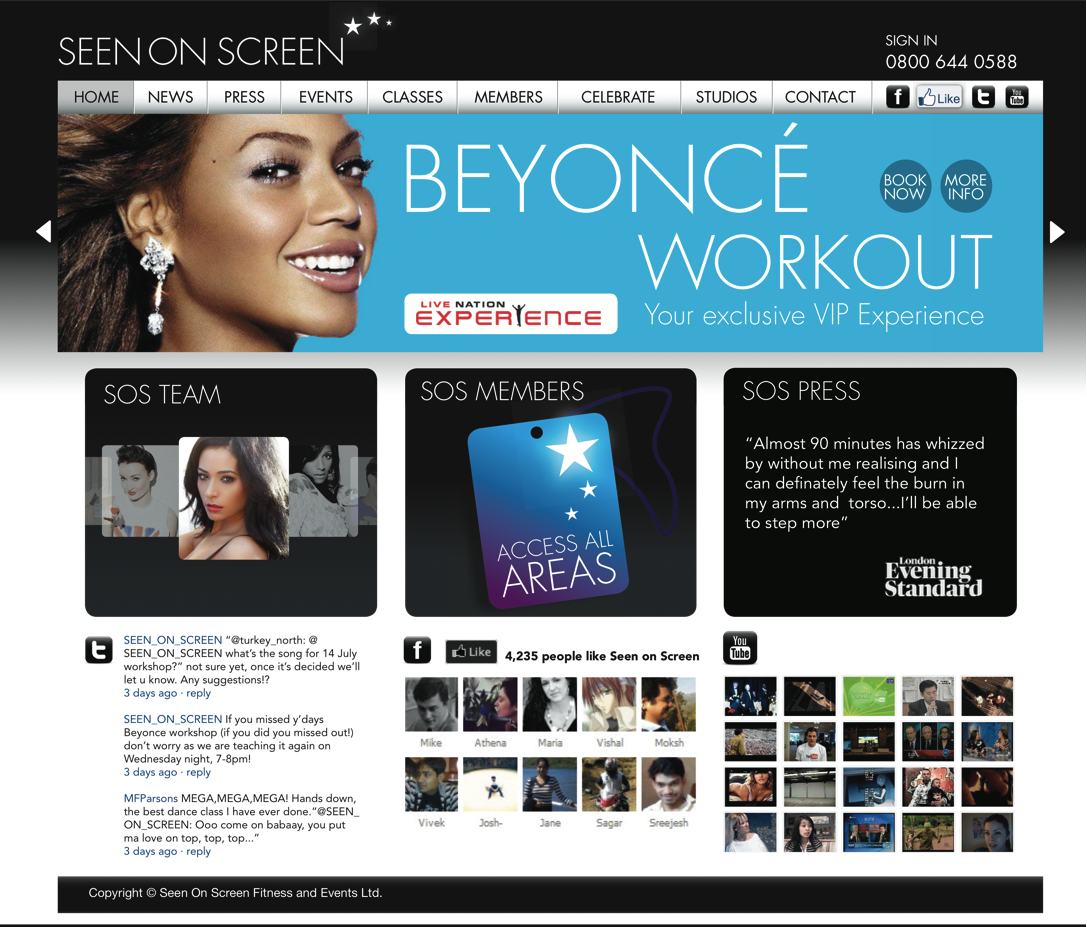 SEEN ON SCREEN
SIGN IN
0800 644 0588
HOME NEWS PRESS EVENTS CLASSES MEMBERS CELEBRATE STUDIOS CONTACT
f Like t You Tube
BEYONCÉ
WORKOUT
Your exclusive VIP Experience
BOOK NOW
MORE INFO
LIVE NATION
EXPERIENCE
SOS TEAM
SOS MEMBERS
ACCESS ALL
AREAS
SOS PRESS
“Almost 90 minutes has whizzed
by without me realising and I
can definately feel the burn in
my arms and torso...I’ll be able
to step more”
London
Evening
Standard
t
SEEN_ON_SCREEN “@turkey_north: @
SEEN_ON_SCREEN what’s the song for 14 July
workshop?” not sure yet, once it’s decided we’ll
let u know. Any suggestions!?
3 days ago · reply
SEEN_ON_SCREEN If you missed y’days
Beyonce workshop (if you did you missed out!)
don’t worry as we are teaching it again on
Wednesday night, 7-8pm!
3 days ago · reply
MFParsons MEGA,MEGA,MEGA! Hands down,
the best dance class I have ever done.”@SEEN_
ON_SCREEN: Ooo come on babaay, you put
ma love on top, top, top...”
3 days ago · reply
f Like 4,235 people like Seen on Screen
Mike Athena Maria Vishal Moksh
Vivek Josh- Jane Sagar Sreejesh
You
Tube
Copyright © Seen On Screen Fitness and Events Ltd.